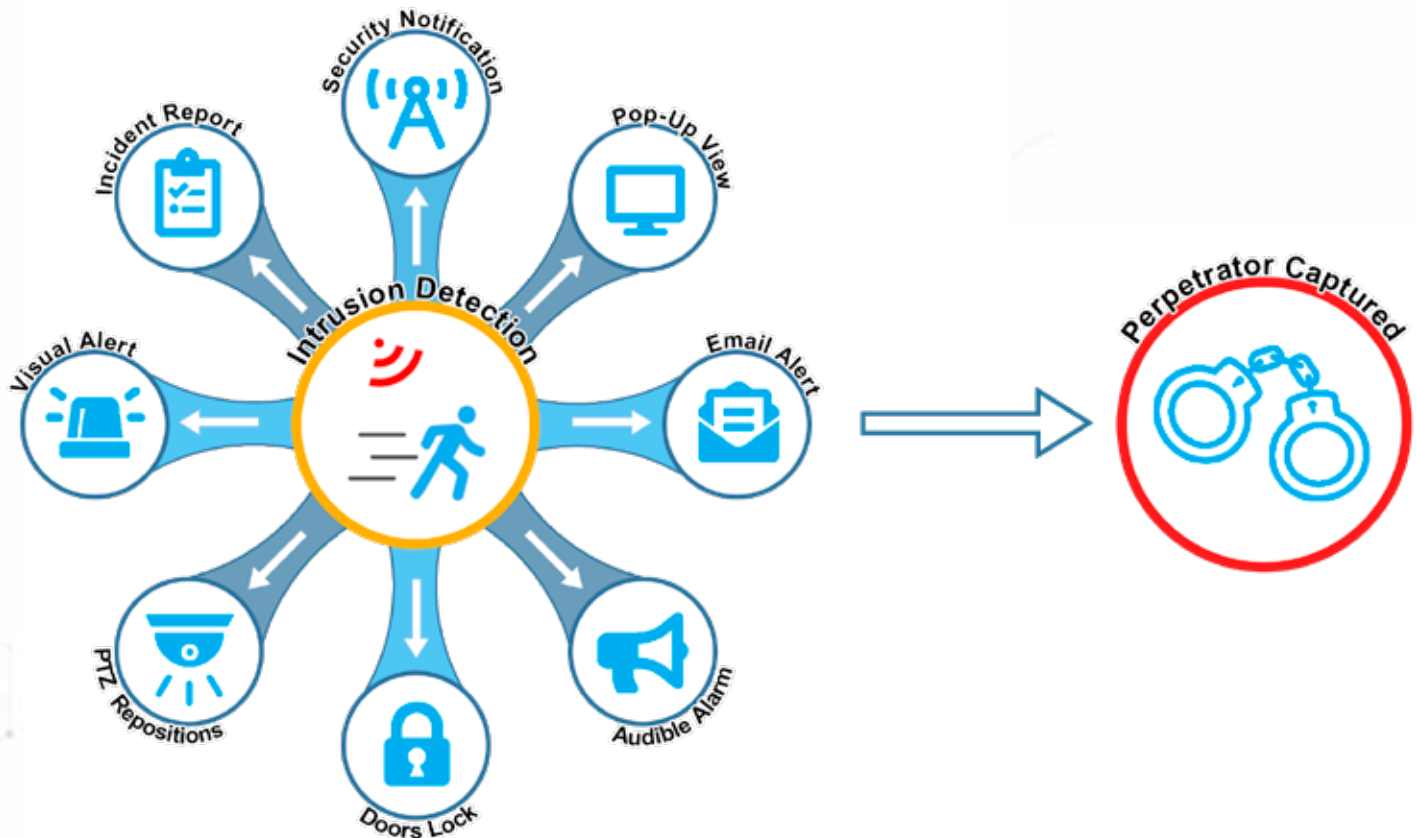 Security Notification
Incident Report
Pop-Up View
Intrusion Detection
Perpetrator Captured
Visual Alert
Email Alert
PTZ Repositions
Audible Alarm
Doors Lock